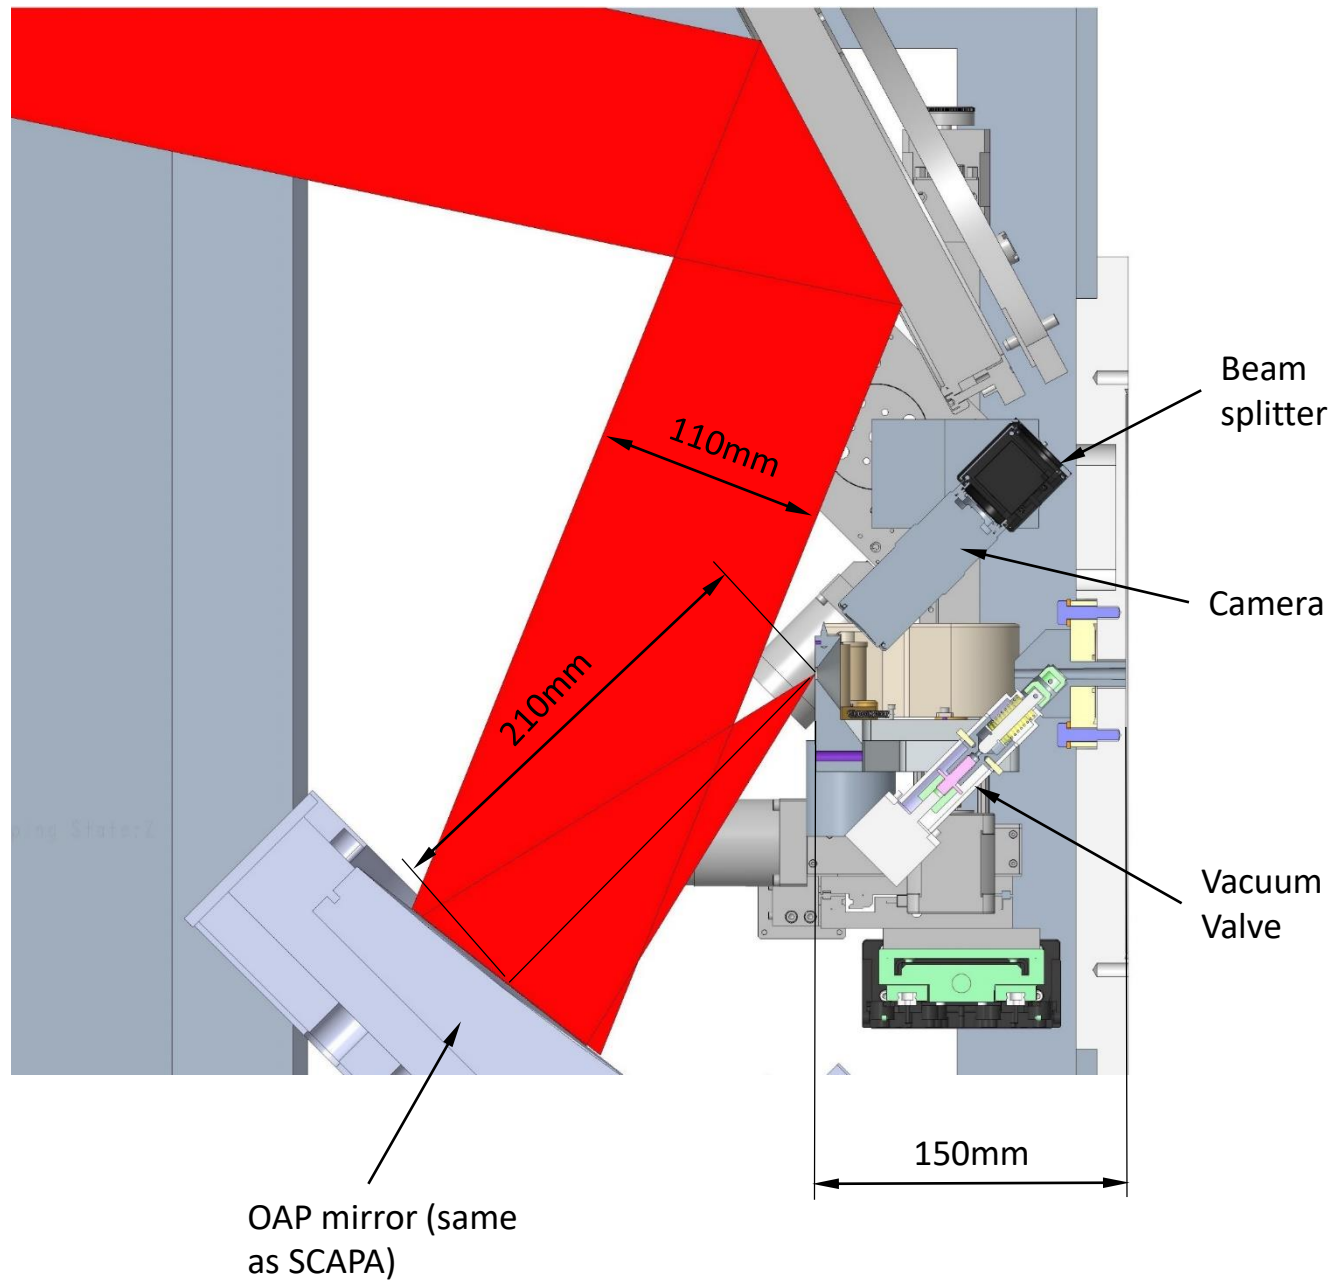 Beam
splitter
110mm
Camera
210mm
Vacuum
Valve
150mm
OAP mirror (same
as SCAPA)